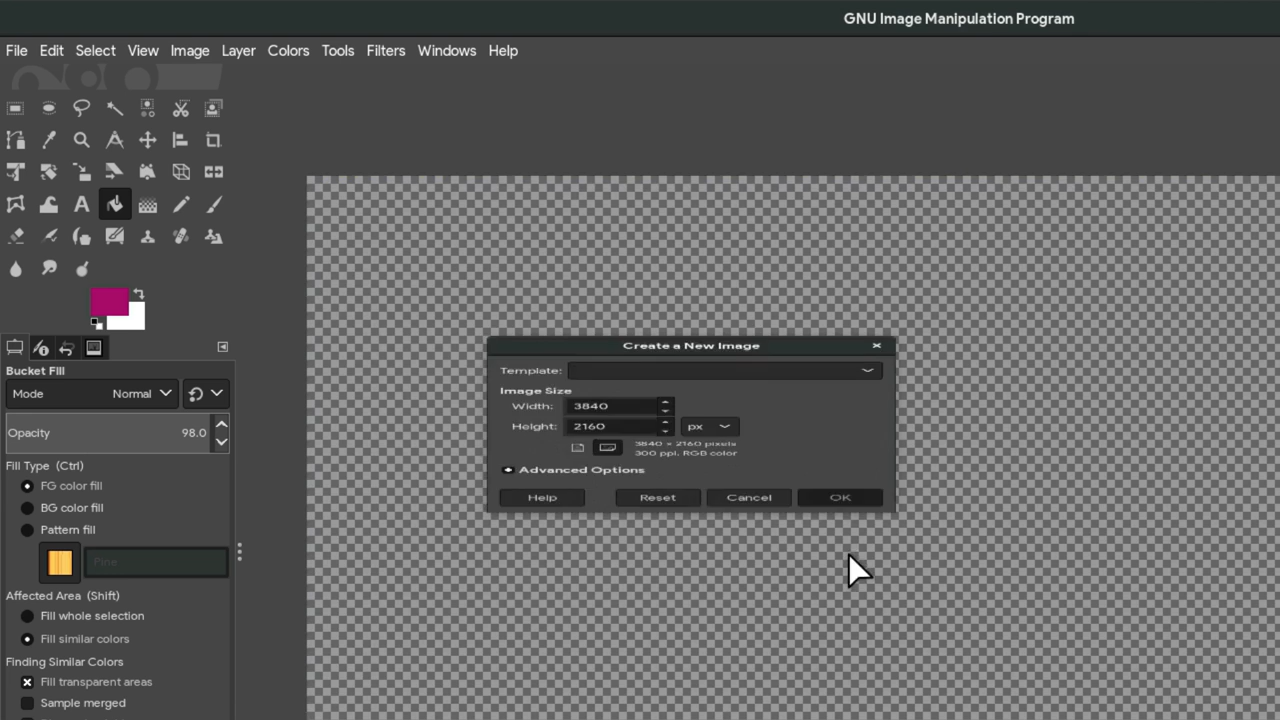 GNU Image Manipulation Program
File Edit Select View Image Layer Colors Tools Filters Windows Help
Create a New Image
Template:
Image Size
Width: 3840
Height: 2160 px
3840 × 2160 pixels
300 ppi, RGB color
Advanced Options
Help Reset Cancel OK
Bucket Fill
Mode Normal
Opacity 98.0
Fill Type (Ctrl)
FG color fill
BG color fill
Pattern fill
Pine
Affected Area (Shift)
Fill whole selection
Fill similar colors
Finding Similar Colors
Fill transparent areas
Sample merged